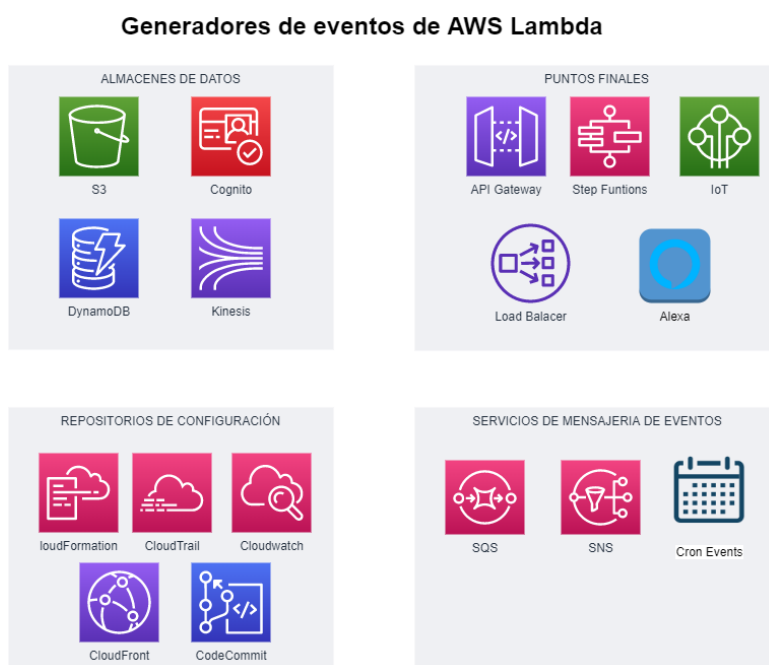 Generadores de eventos de AWS Lambda
ALMACENES DE DATOS
S3
Cognito
DynamoDB
Kinesis
PUNTOS FINALES
API Gateway
Step Funtions
IoT
Load Balacer
Alexa
REPOSITORIOS DE CONFIGURACIÓN
loudFormation
CloudTrail
Cloudwatch
CloudFront
CodeCommit
SERVICIOS DE MENSAJERIA DE EVENTOS
SQS
SNS
Cron Events